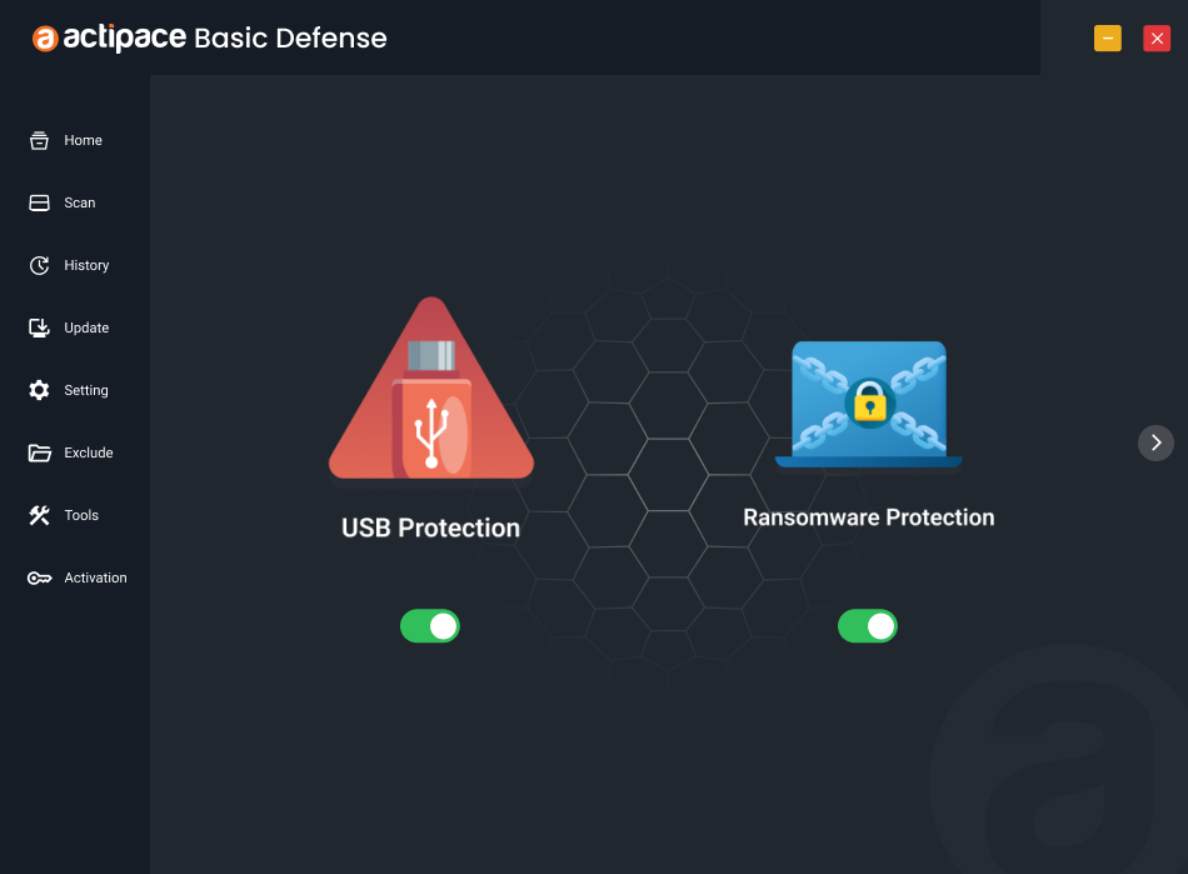 actipace Basic Defense
Home
Scan
History
Update
Setting
Exclude
Tools
Activation
USB Protection
Ransomware Protection